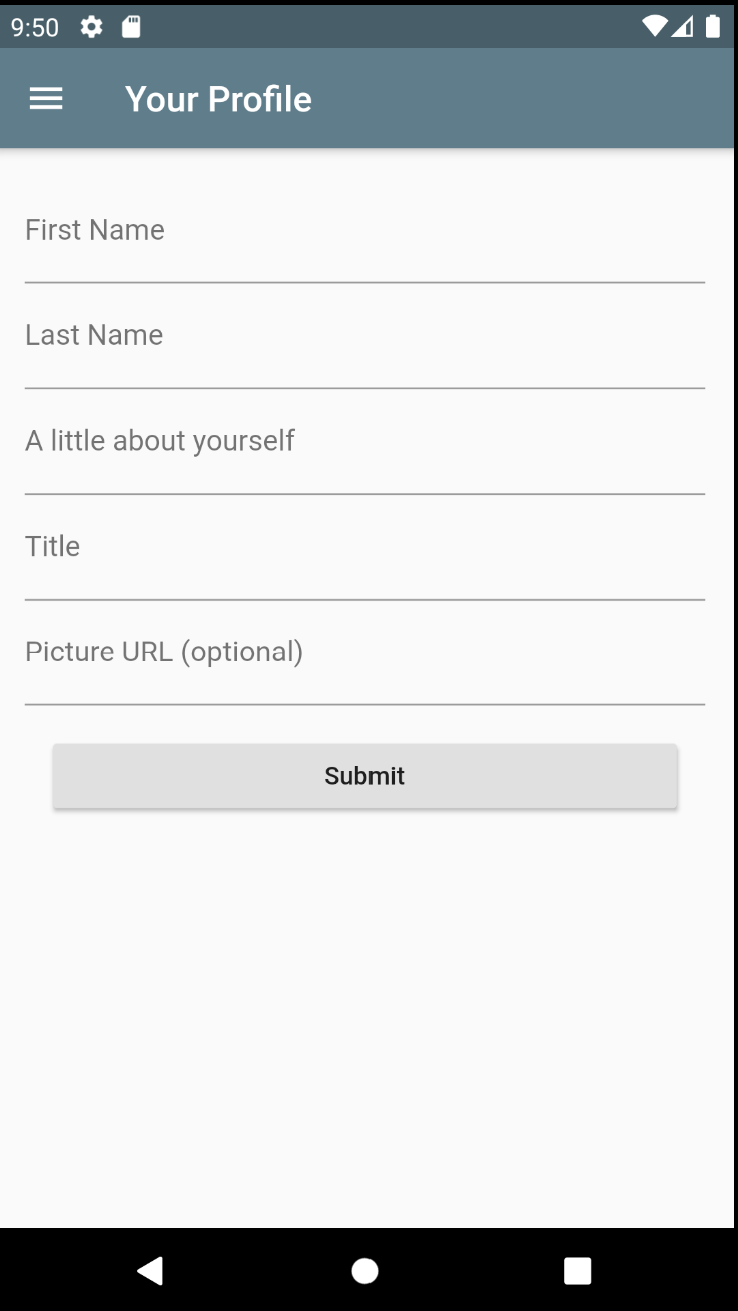 9:50
Your Profile
First Name
Last Name
A little about yourself
Title
Picture URL (optional)
Submit